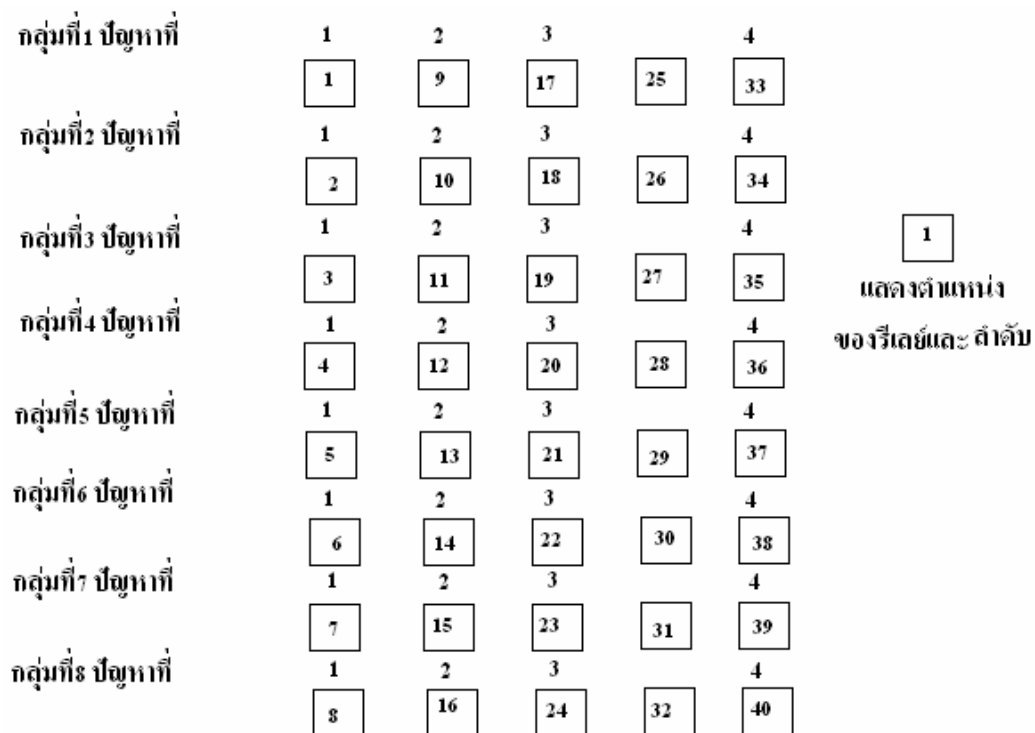 กลุ่มที่1 ปัญหาที่ 1 2 3 4
1 9 17 25 33
กลุ่มที่2 ปัญหาที่ 1 2 3 4
2 10 18 26 34
กลุ่มที่3 ปัญหาที่ 1 2 3 4
3 11 19 27 35
กลุ่มที่4 ปัญหาที่ 1 2 3 4
4 12 20 28 36
กลุ่มที่5 ปัญหาที่ 1 2 3 4
5 13 21 29 37
กลุ่มที่6 ปัญหาที่ 1 2 3 4
6 14 22 30 38
กลุ่มที่7 ปัญหาที่ 1 2 3 4
7 15 23 31 39
กลุ่มที่8 ปัญหาที่ 1 2 3 4
8 16 24 32 40
1
แสดงตำแหน่ง
ของรีเลย์และ ลำดับ